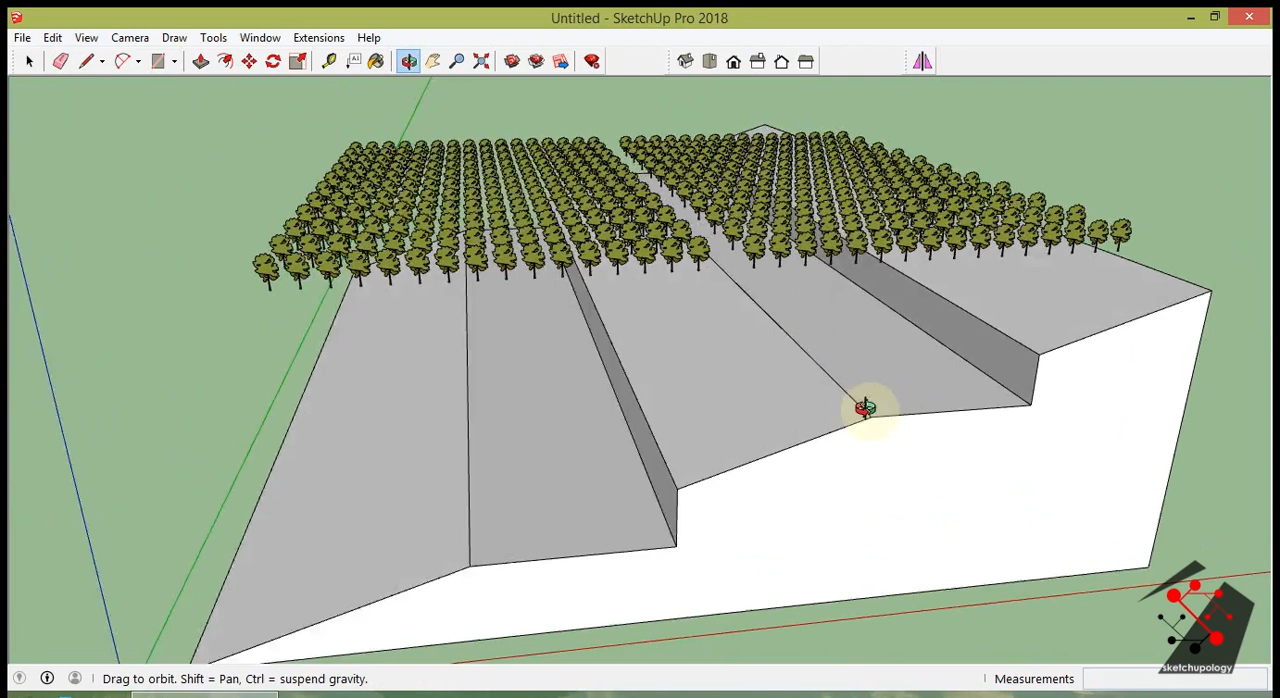 Untitled - SketchUp Pro 2018
File Edit View Camera Draw Tools Window Extensions Help
A1
Drag to orbit. Shift = Pan, Ctrl = suspend gravity.
Measurements
sketchupology